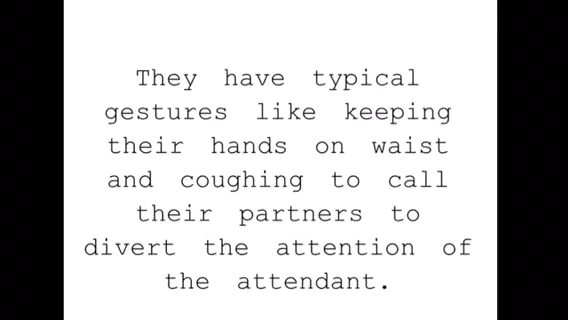 They have typical
gestures like keeping
their hands on waist
and coughing to call
their partners to
divert the attention of
the attendant.